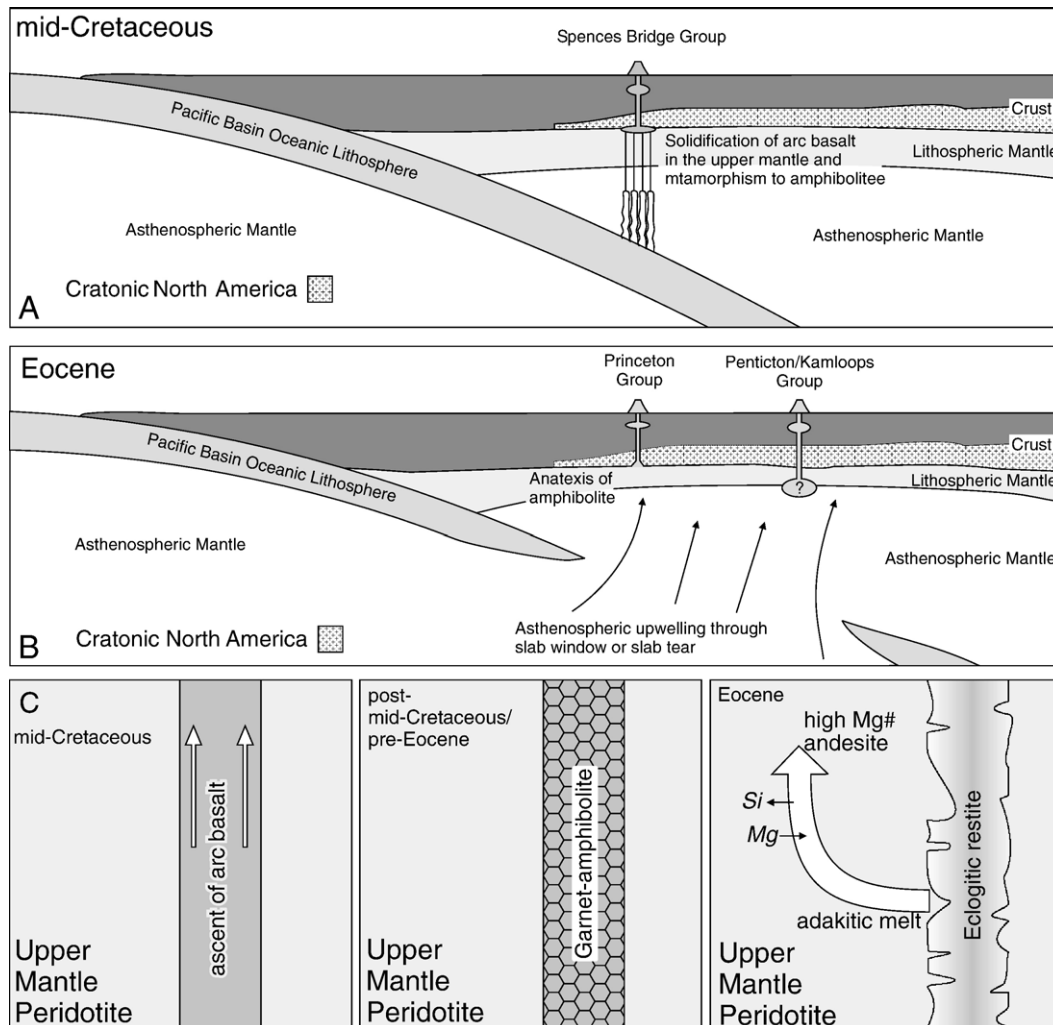 mid-Cretaceous
Spences Bridge Group
Pacific Basin Oceanic Lithosphere
Crust
Solidification of arc basalt
in the upper mantle and
mtamorphism to amphibolitee
Lithospheric Mantle
Asthenospheric Mantle
Asthenospheric Mantle
Cratonic North America
A
Eocene
Princeton
Group
Penticton/Kamloops
Group
Pacific Basin Oceanic Lithosphere
Crust
Anatexis of
amphibolite
?
Lithospheric Mantle
Asthenospheric Mantle
Asthenospheric Mantle
Asthenospheric upwelling through
slab window or slab tear
Cratonic North America
B
C
mid-Cretaceous
ascent of arc basalt
Upper
Mantle
Peridotite
post-
mid-Cretaceous/
pre-Eocene
Garnet-amphibolite
Upper
Mantle
Peridotite
Eocene
high Mg#
andesite
Si
Mg
adakitic melt
Eclogitic restite
Upper
Mantle
Peridotite